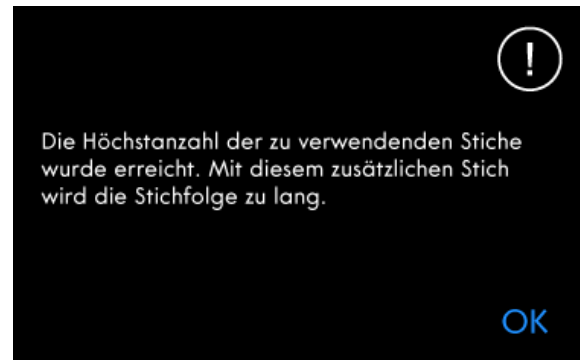 !
Die Höchstanzahl der zu verwendenden Stiche
wurde erreicht. Mit diesem zusätzlichen Stich
wird die Stichfolge zu lang.
OK